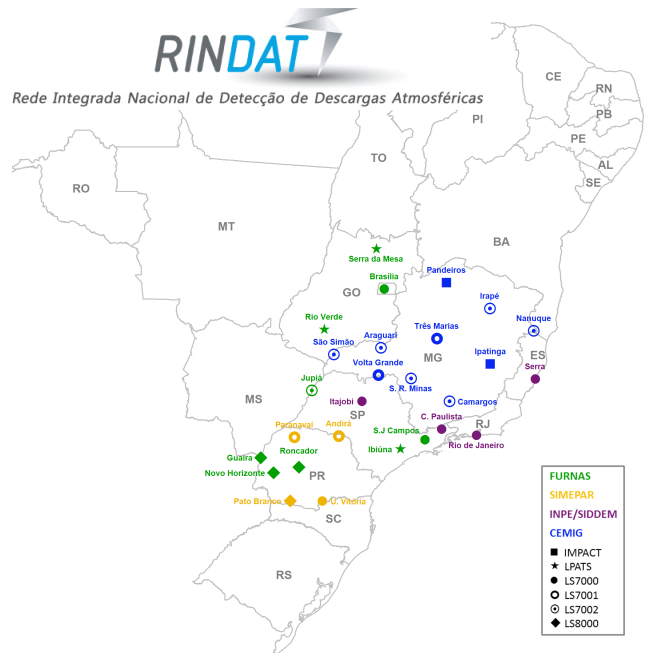 RINDAT
Rede Integrada Nacional de Detecção de Descargas Atmosféricas
CE
RN
PB
PI
PE
AL
SE
TO
RO
MT
BA
Serra da Mesa
Brasília
Pandeiros
GO
Irapé
Rio Verde
Nanuque
Três Marias
Araguari
São Simão
Ipatinga
MG
ES
Volta Grande
Serra
Jupiá
S. R. Minas
MS
Itajobi
Camargos
SP
C. Paulista
RJ
Paranavaí
Andirá
S.J Campos
Rio de Janeiro
Ibiúna
Roncador
Guaíra
Novo Horizonte
PR
Pato Branco
U. Vitória
SC
RS
FURNAS
SIMEPAR
INPE/SIDDEM
CEMIG
IMPACT
LPATS
LS7000
LS7001
LS7002
LS8000